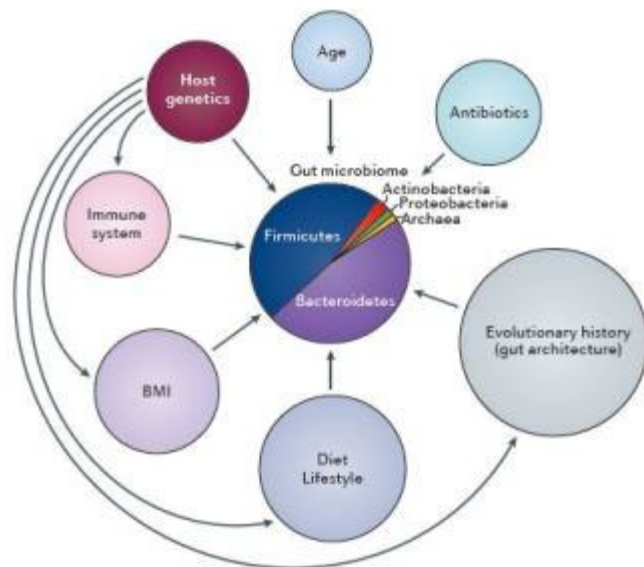 Age
Host
genetics
Antibiotics
Gut microbiome
Actinobacteria
Proteobacteria
Archaea
Immune
system
Firmicutes
Bacteroidetes
Evolutionary history
(gut architecture)
BMI
Diet
Lifestyle